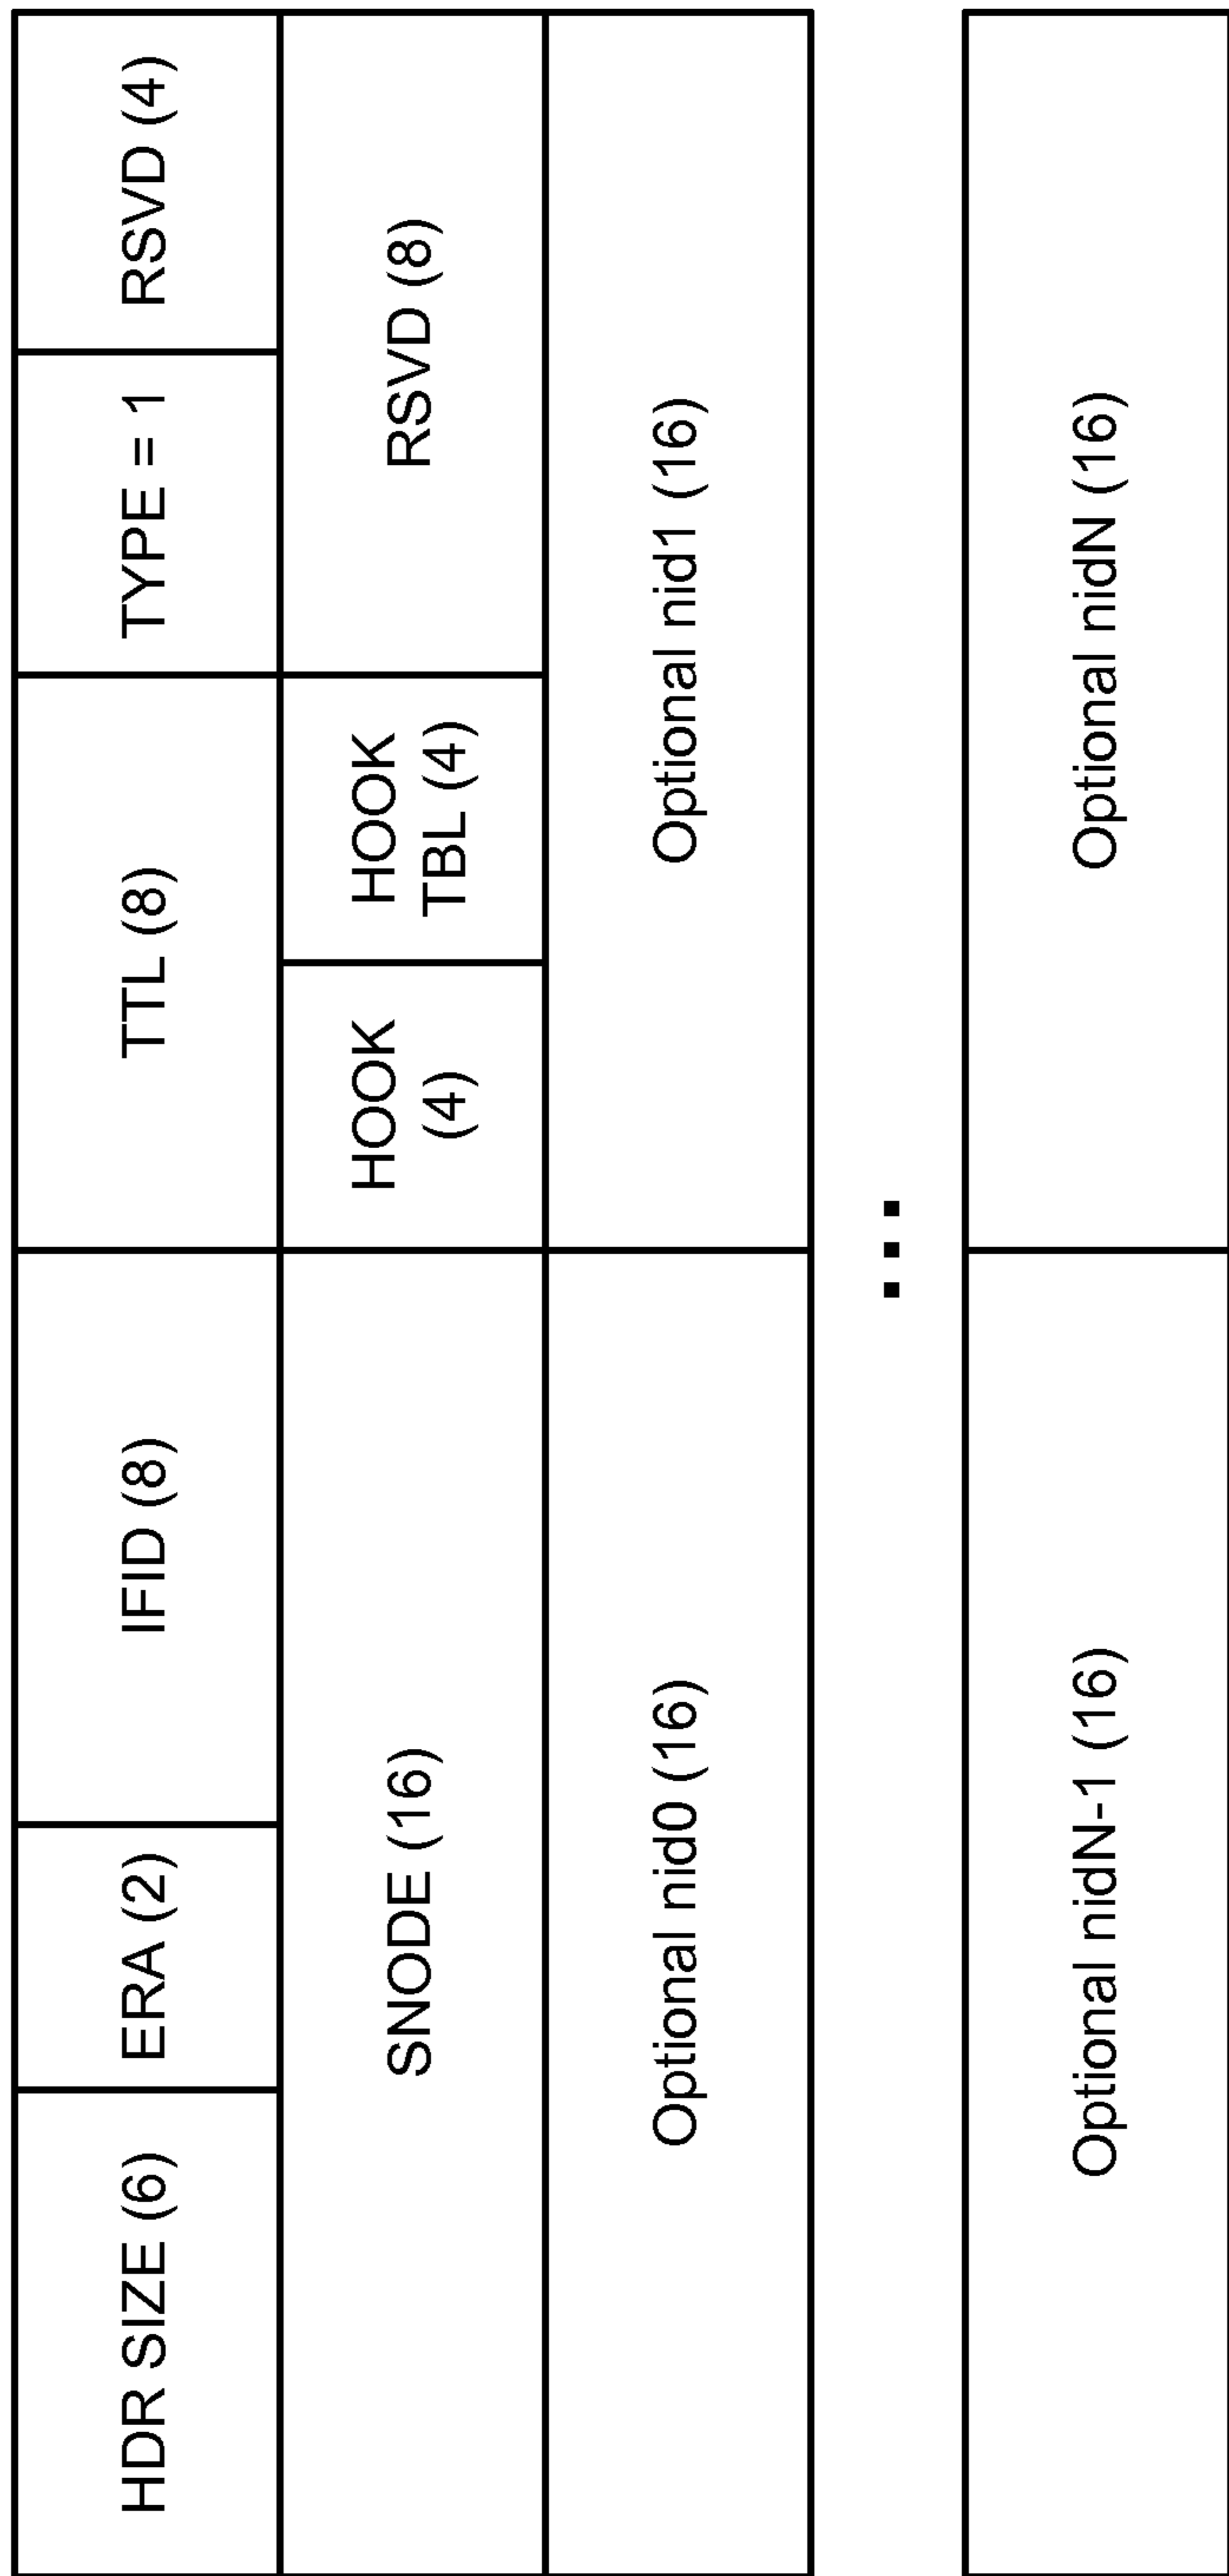 HDR SIZE (6)
ERA (2)
IFID (8)
TTL (8)
TYPE = 1
RSVD (4)
SNODE (16)
HOOK
(4)
HOOK
TBL (4)
RSVD (8)
Optional nid0 (16)
Optional nid1 (16)
...
Optional nidN-1 (16)
Optional nidN (16)